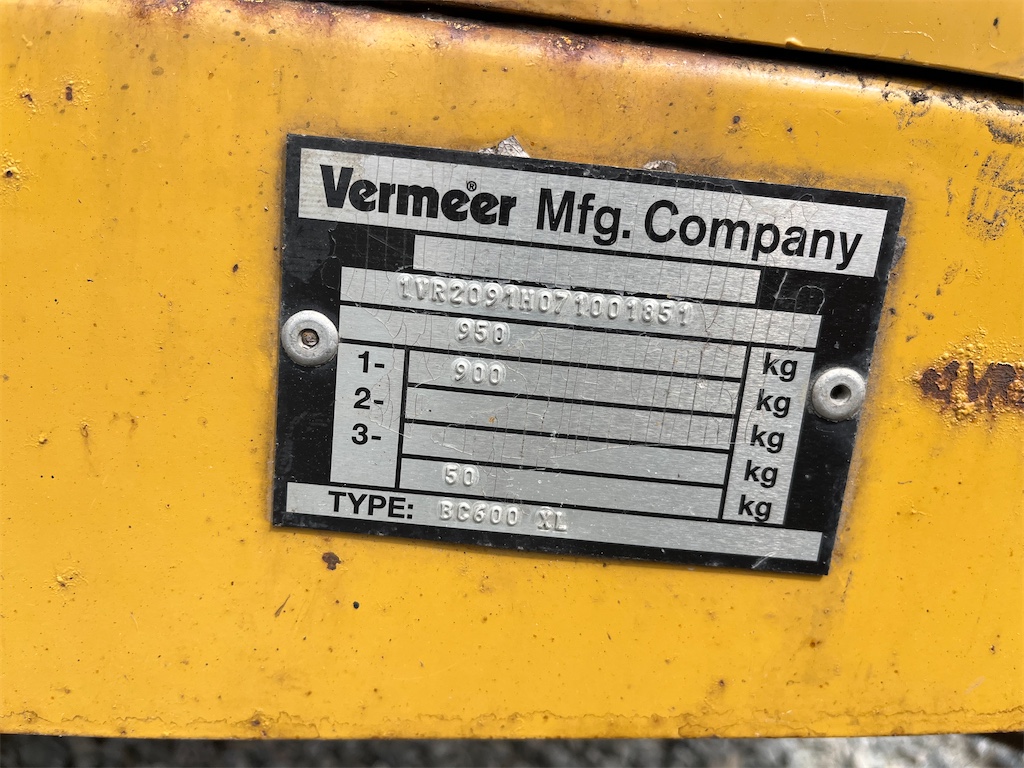 Vermeer® Mfg. Company
1VR2091H071001851
950 kg
1- 900 kg
2- kg
3- kg
50 kg
TYPE: BC600 XL